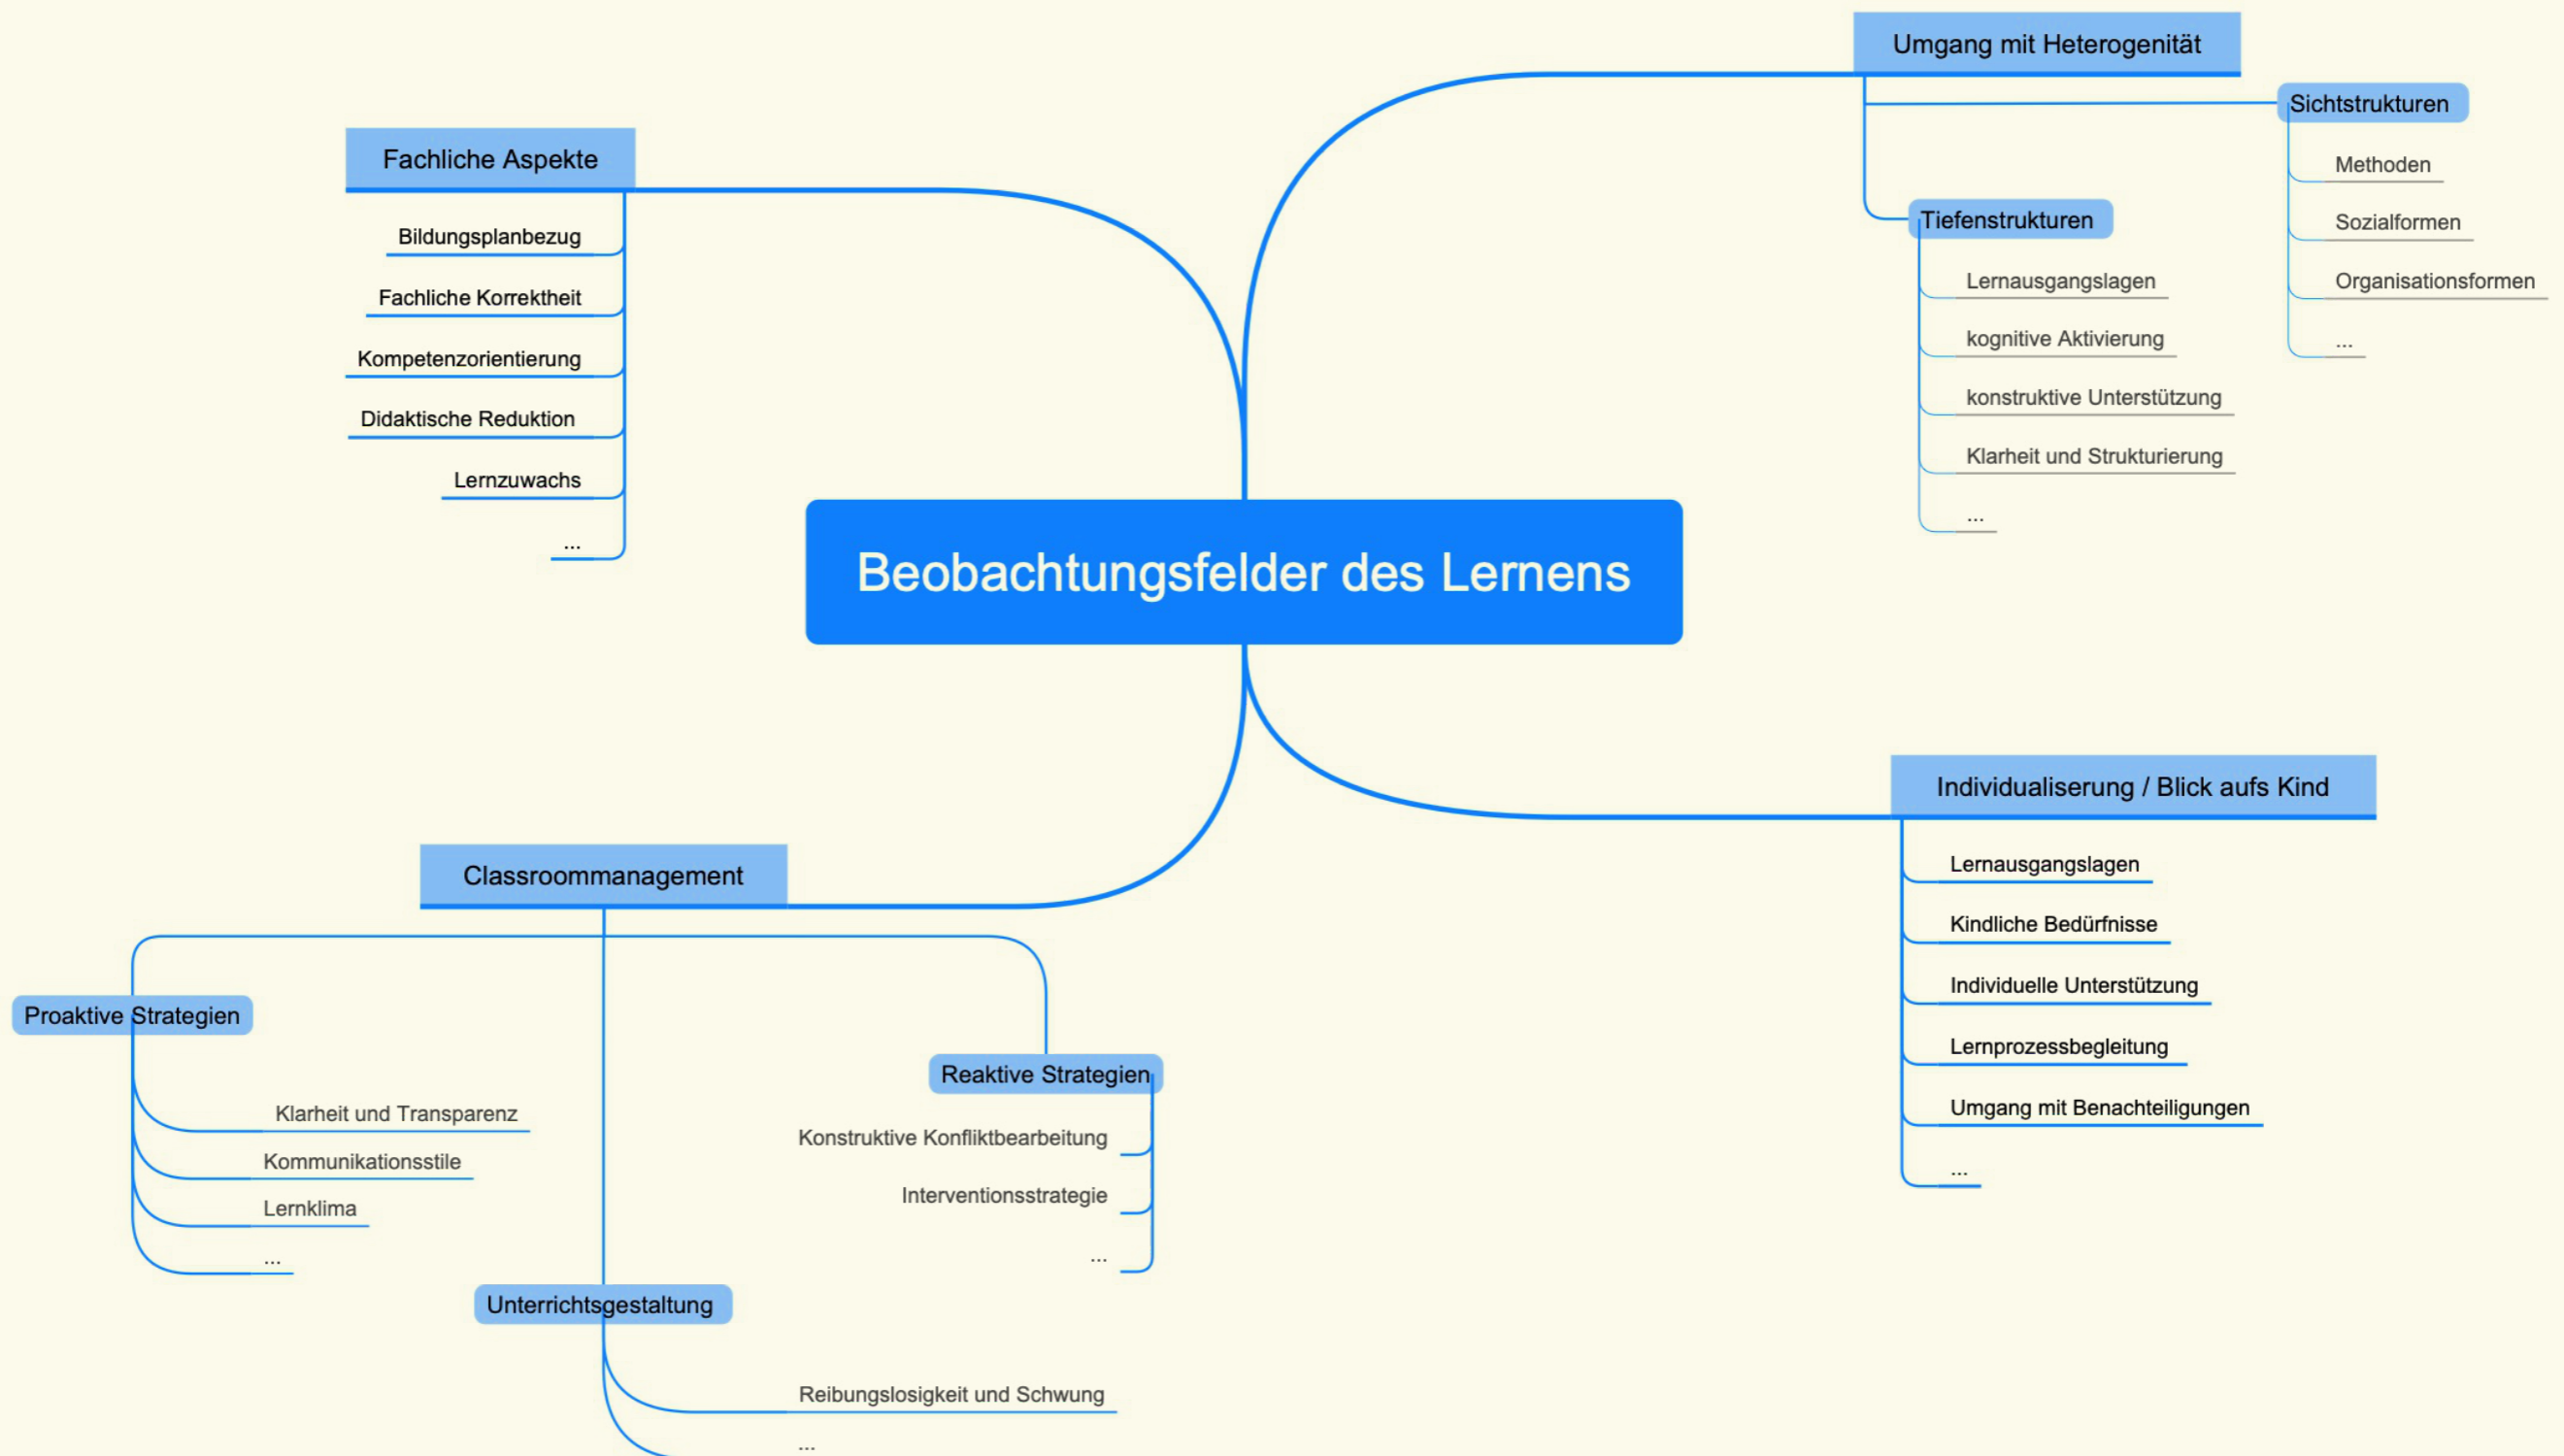 Beobachtungsfelder des Lernens
Fachliche Aspekte
Bildungsplanbezug
Fachliche Korrektheit
Kompetenzorientierung
Didaktische Reduktion
Lernzuwachs
...
Umgang mit Heterogenität
Sichtstrukturen
Methoden
Sozialformen
Organisationsformen
...
Tiefenstrukturen
Lernausgangslagen
kognitive Aktivierung
konstruktive Unterstützung
Klarheit und Strukturierung
...
Classroommanagement
Proaktive Strategien
Klarheit und Transparenz
Kommunikationsstile
Lernklima
...
Unterrichtsgestaltung
Reibungslosigkeit und Schwung
...
Reaktive Strategien
Konstruktive Konfliktbearbeitung
Interventionsstrategie
...
Individualiserung / Blick aufs Kind
Lernausgangslagen
Kindliche Bedürfnisse
Individuelle Unterstützung
Lernprozessbegleitung
Umgang mit Benachteiligungen
...